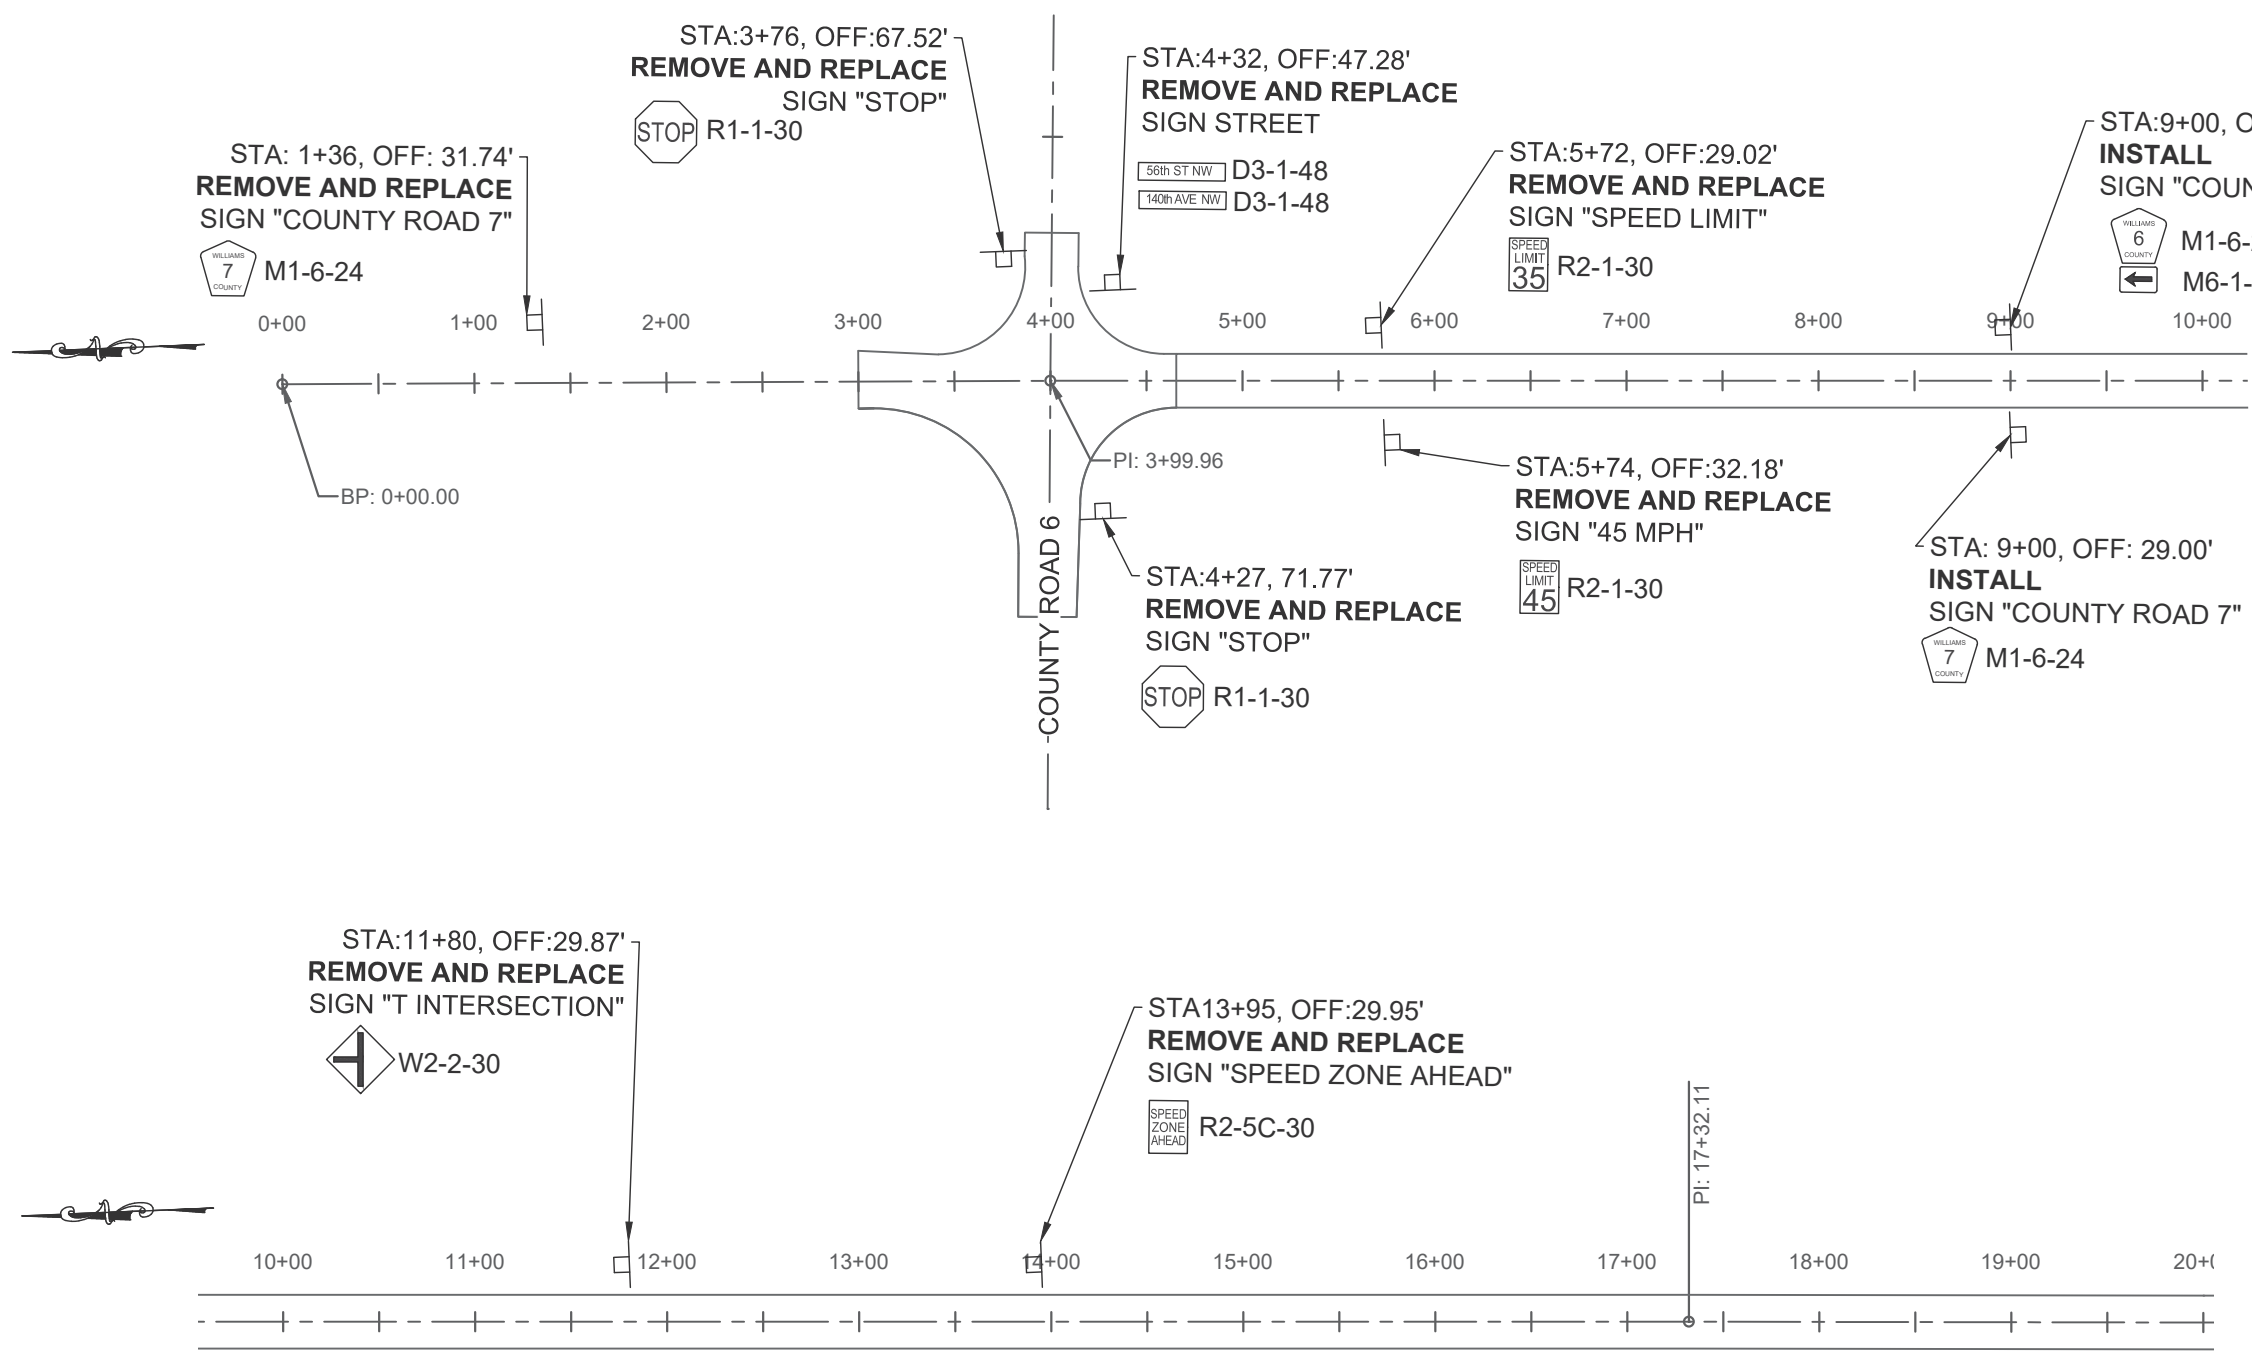 STA:3+76, OFF:67.52'
REMOVE AND REPLACE
SIGN "STOP"
STOP R1-1-30
STA:4+32, OFF:47.28'
REMOVE AND REPLACE
SIGN STREET
56th ST NW D3-1-48
140th AVE NW D3-1-48
STA: 1+36, OFF: 31.74'
REMOVE AND REPLACE
SIGN "COUNTY ROAD 7"
WILLIAMS
7
COUNTY
M1-6-24
STA:5+72, OFF:29.02'
REMOVE AND REPLACE
SIGN "SPEED LIMIT"
SPEED
LIMIT
35
R2-1-30
STA:9+00, O
INSTALL
SIGN "COUN
WILLIAMS
6
COUNTY
M1-6-
M6-1-
0+00 1+00 2+00 3+00 4+00 5+00 6+00 7+00 8+00 9+00 10+00
BP: 0+00.00
PI: 3+99.96
COUNTY ROAD 6
STA:4+27, 71.77'
REMOVE AND REPLACE
SIGN "STOP"
STOP R1-1-30
STA:5+74, OFF:32.18'
REMOVE AND REPLACE
SIGN "45 MPH"
SPEED
LIMIT
45
R2-1-30
STA: 9+00, OFF: 29.00'
INSTALL
SIGN "COUNTY ROAD 7"
WILLIAMS
7
COUNTY
M1-6-24
STA:11+80, OFF:29.87'
REMOVE AND REPLACE
SIGN "T INTERSECTION"
W2-2-30
STA13+95, OFF:29.95'
REMOVE AND REPLACE
SIGN "SPEED ZONE AHEAD"
SPEED
ZONE
AHEAD
R2-5C-30
PI: 17+32.11
10+00 11+00 12+00 13+00 14+00 15+00 16+00 17+00 18+00 19+00 20+0